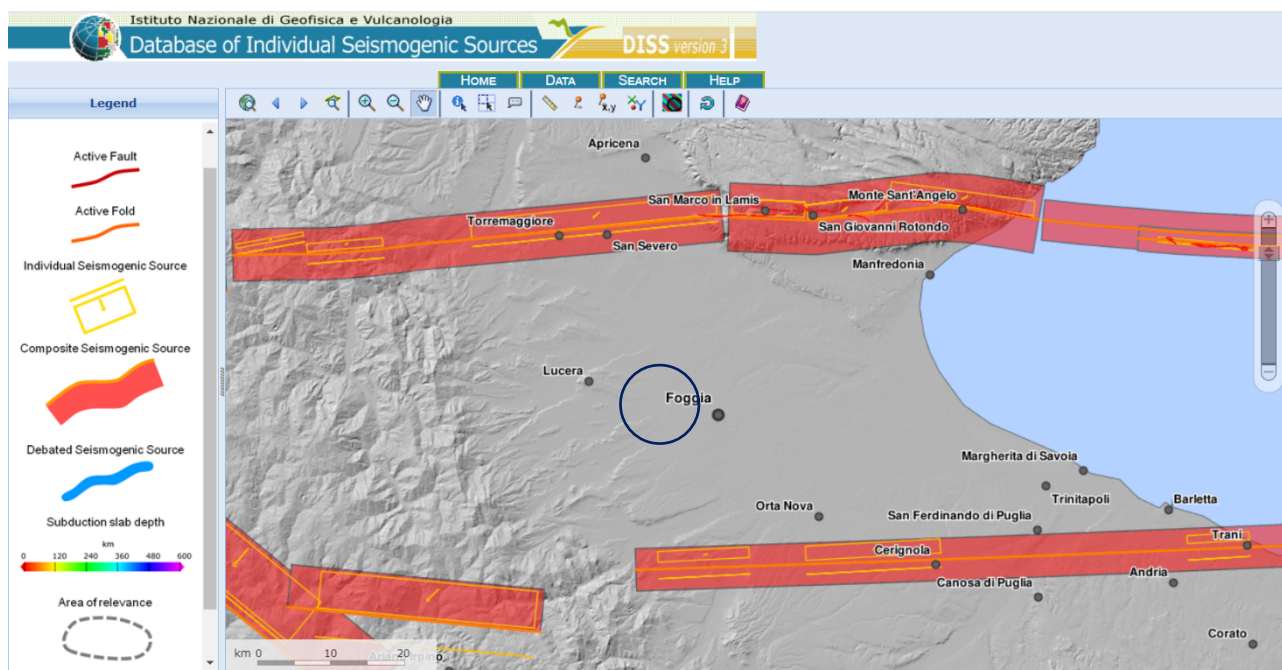 Istituto Nazionale di Geofisica e Vulcanologia
Database of Individual Seismogenic Sources
DISS version 3
HOME DATA SEARCH HELP
Legend
Active Fault
Active Fold
Individual Seismogenic Source
Composite Seismogenic Source
Debated Seismogenic Source
Subduction slab depth
km
0 120 240 360 480 600
Area of relevance
x,y
Apricena
San Marco in Lamis
Monte Sant'Angelo
Torremaggiore
San Giovanni Rotondo
San Severo
Manfredonia
Lucera
Foggia
Margherita di Savoia
Trinitapoli
Barletta
Orta Nova
San Ferdinando di Puglia
Trani
Cerignola
Andria
Canosa di Puglia
Corato
km 0 10 20